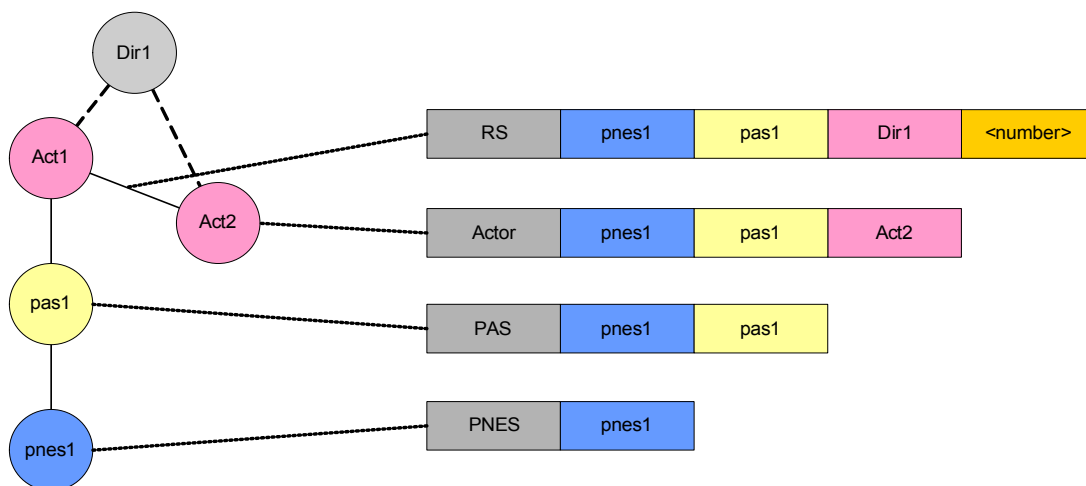 Dir1
RS pnes1 pas1 Dir1 <number>
Act1
Act2
Actor pnes1 pas1 Act2
pas1
PAS pnes1 pas1
PNES pnes1
pnes1